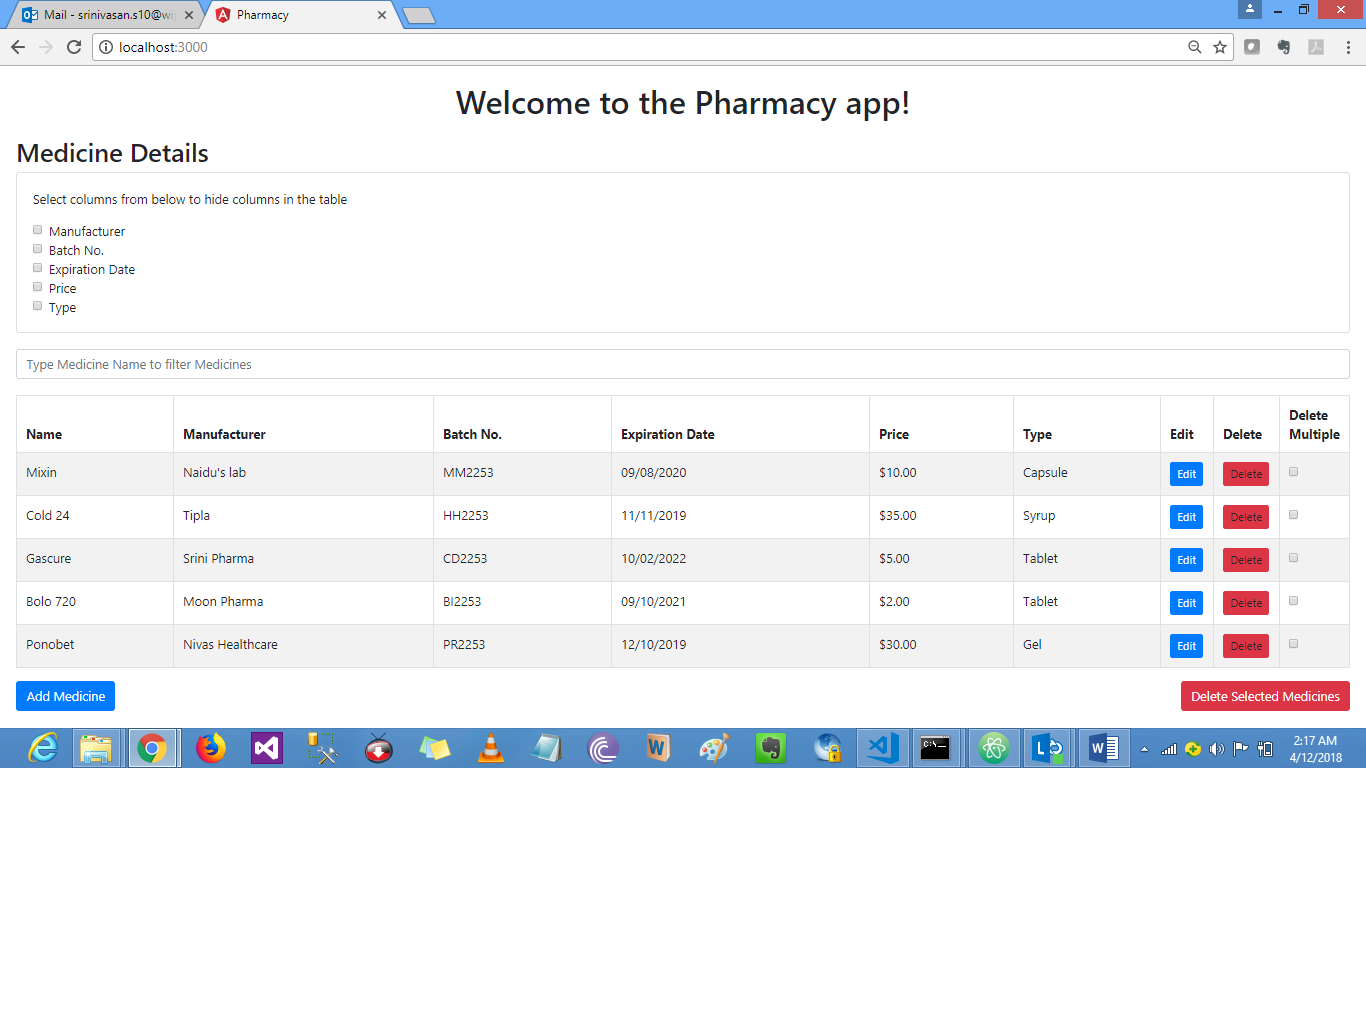 Mail - srinivasan.s10@wi
Pharmacy
localhost:3000
Welcome to the Pharmacy app!
Medicine Details
Select columns from below to hide columns in the table
Manufacturer
Batch No.
Expiration Date
Price
Type
Type Medicine Name to filter Medicines
Name Manufacturer Batch No. Expiration Date Price Type Edit Delete Delete Multiple
Mixin Naidu's lab MM2253 09/08/2020 $10.00 Capsule Edit Delete
Cold 24 Tipla HH2253 11/11/2019 $35.00 Syrup Edit Delete
Gascure Srini Pharma CD2253 10/02/2022 $5.00 Tablet Edit Delete
Bolo 720 Moon Pharma BI2253 09/10/2021 $2.00 Tablet Edit Delete
Ponobet Nivas Healthcare PR2253 12/10/2019 $30.00 Gel Edit Delete
Add Medicine Delete Selected Medicines
2:17 AM
4/12/2018